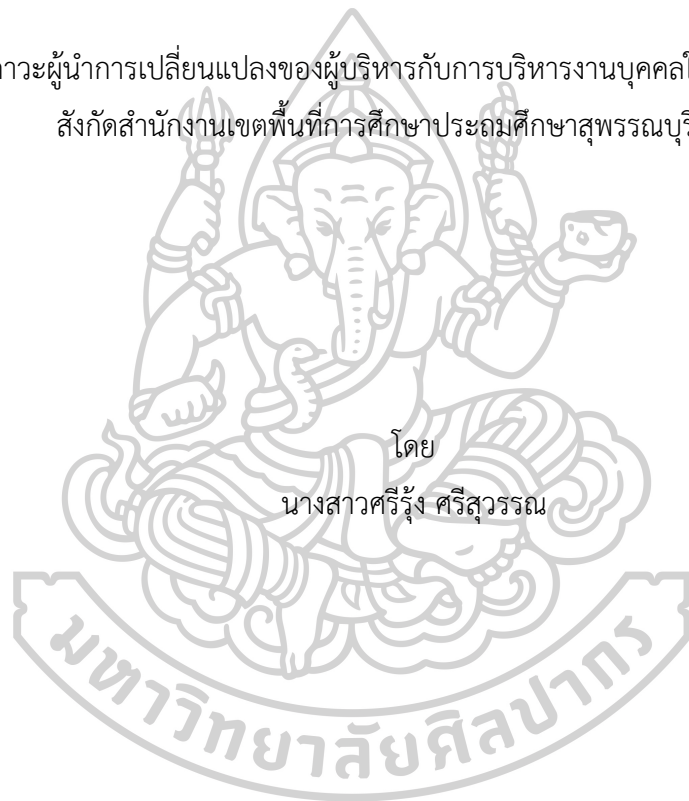 าวะผู้นำการเปลี่ยนแปลงของผู้บริหารกับการบริหารงานบุคคล
สังกัดสำนักงานเขตพื้นที่การศึกษาประถมศึกษาสุพรรณบุรี
โดย
นางสาวศรีรุ้ง ศรีสุวรรณ
มหาวิทยาลัยศิลปากร